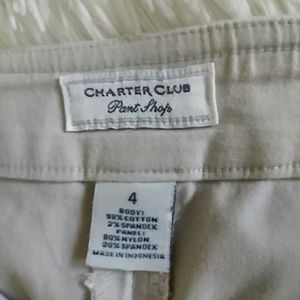 CHARTER CLUB
Pant Shop
4
BODY:
98% COTTON
2% SPANDEX
PANEL:
80% NYLON
20% SPANDEX
MADE IN INDONESIA